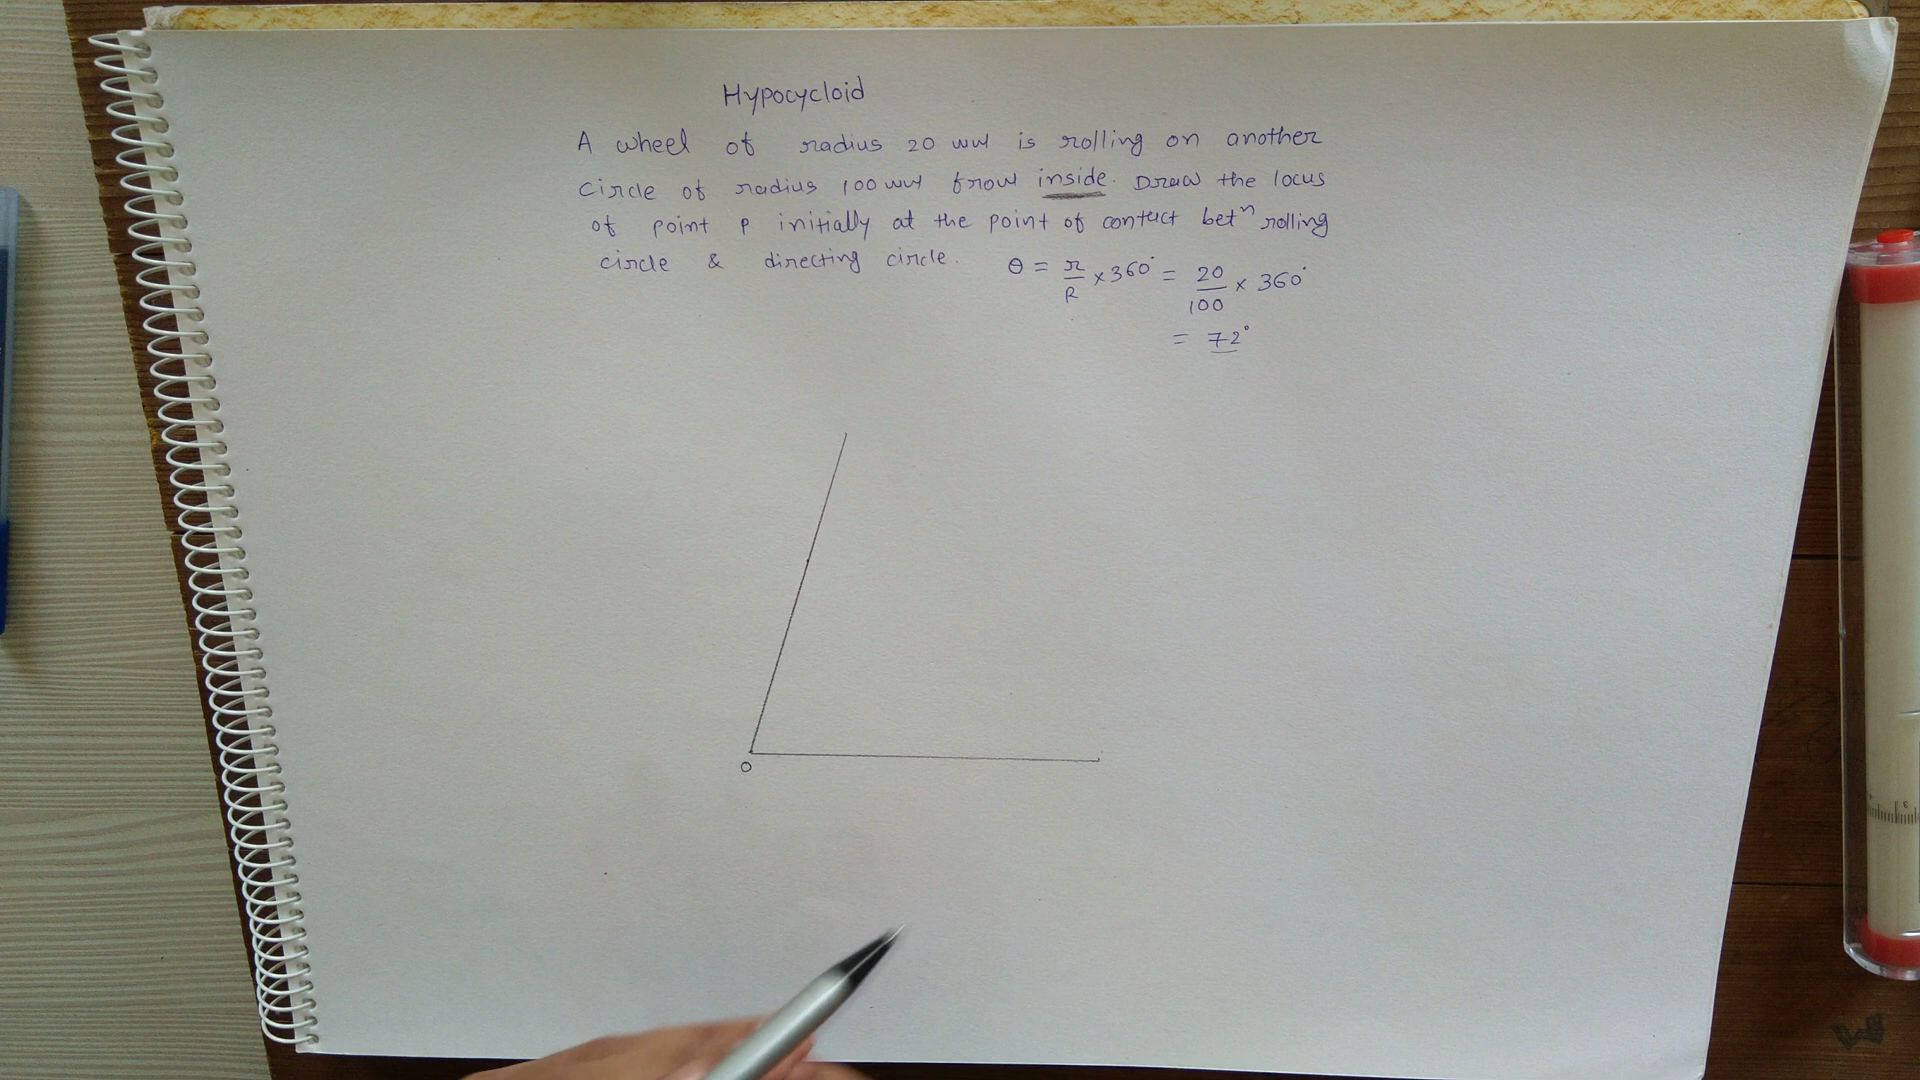 Hypocycloid
A wheel of radius 20 mm is rolling on another
circle of radius 100 mm from inside. Draw the locus
of point P initially at the point of contact betⁿ rolling
circle & directing circle. θ = r/R × 360° = 20/100 × 360°
= 72°
O